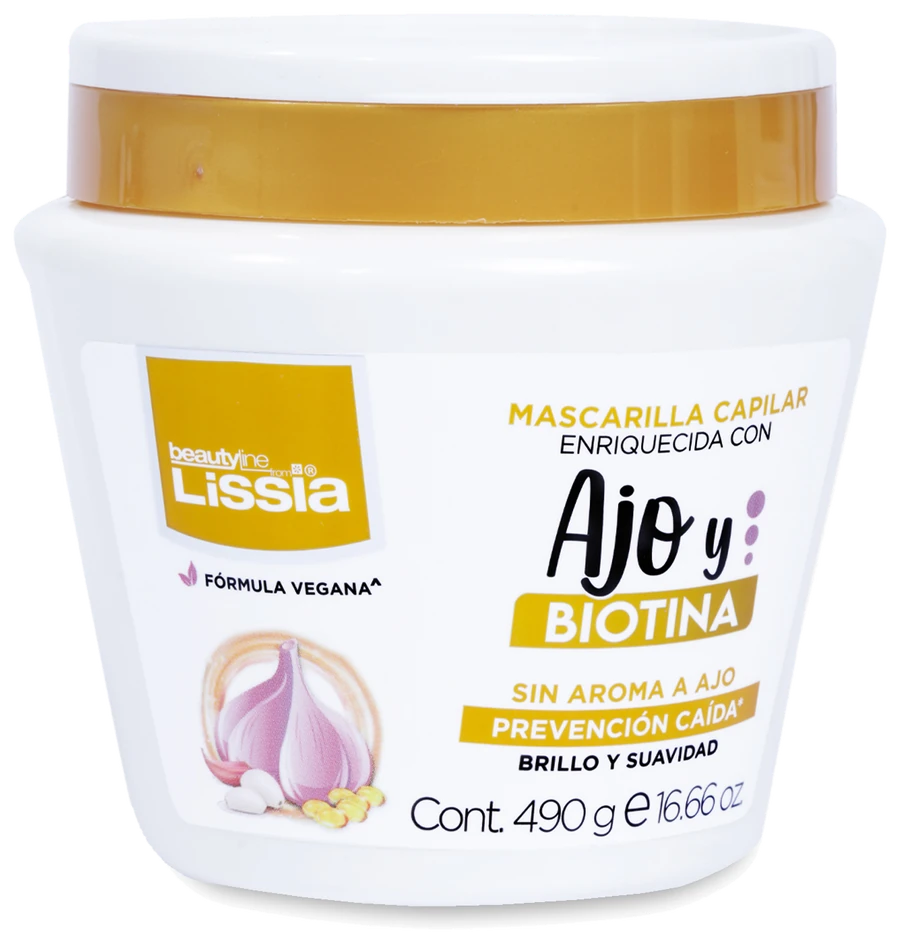 beautyline
from
Lissia®
FÓRMULA VEGANA^
MASCARILLA CAPILAR
ENRIQUECIDA CON
Ajo y
BIOTINA
SIN AROMA A AJO
PREVENCIÓN CAÍDA*
BRILLO Y SUAVIDAD
Cont. 490 g e 16.66 oz.